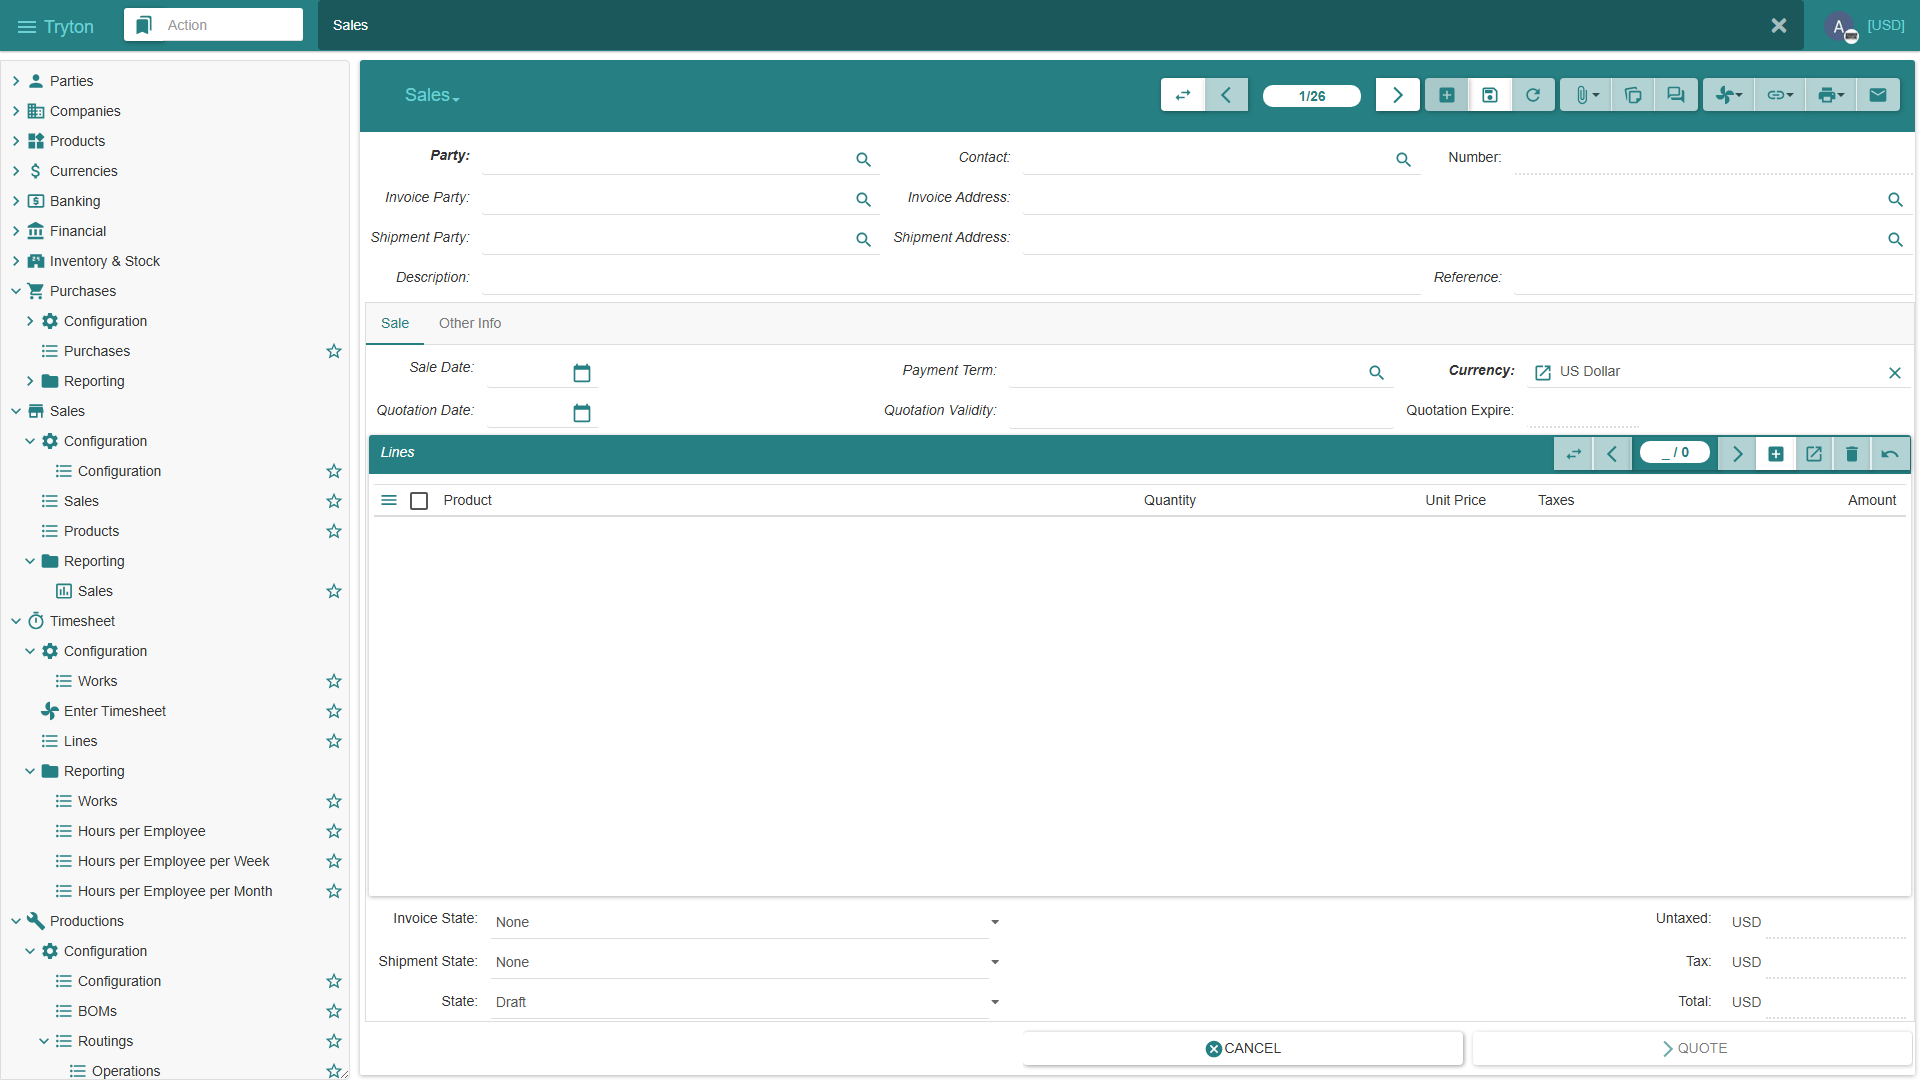 Tryton
Action
Sales
A
[USD]
Parties
Companies
Products
Currencies
Banking
Financial
Inventory & Stock
Purchases
Configuration
Purchases
Reporting
Sales
Configuration
Configuration
Sales
Products
Reporting
Sales
Timesheet
Configuration
Works
Enter Timesheet
Lines
Reporting
Works
Hours per Employee
Hours per Employee per Week
Hours per Employee per Month
Productions
Configuration
Configuration
BOMs
Routings
Operations
Sales
1/26
Party:
Contact:
Number:
Invoice Party:
Invoice Address:
Shipment Party:
Shipment Address:
Description:
Reference:
Sale
Other Info
Sale Date:
Payment Term:
Currency:
US Dollar
Quotation Date:
Quotation Validity:
Quotation Expire:
Lines
_ / 0
Product
Quantity
Unit Price
Taxes
Amount
Invoice State:
None
Untaxed:
USD
Shipment State:
None
Tax:
USD
State:
Draft
Total:
USD
CANCEL
QUOTE